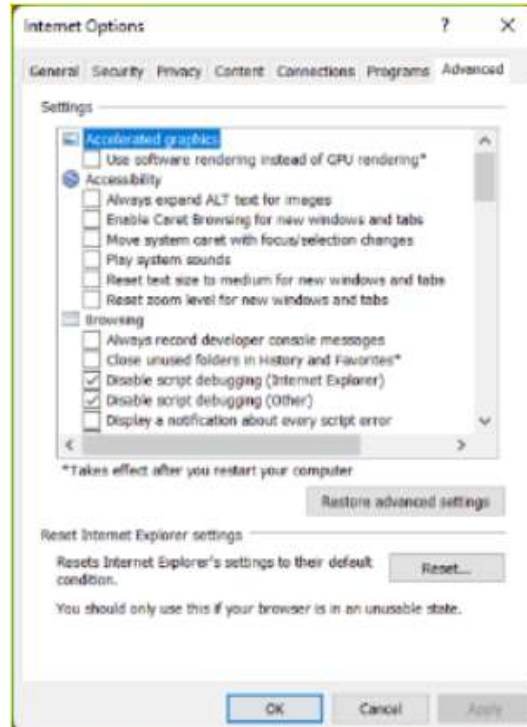 Internet Options ? X
General Security Privacy Content Connections Programs Advanced
Settings
Accelerated graphics
Use software rendering instead of GPU rendering*
Accessibility
Always expand ALT text for images
Enable Caret Browsing for new windows and tabs
Move system caret with focus/selection changes
Play system sounds
Reset text size to medium for new windows and tabs
Reset zoom level for new windows and tabs
Browsing
Always record developer console messages
Close unused folders in History and Favorites*
Disable script debugging (Internet Explorer)
Disable script debugging (Other)
Display a notification about every script error
*Takes effect after you restart your computer
Restore advanced settings
Reset Internet Explorer settings
Resets Internet Explorer's settings to their default
condition.
Reset...
You should only use this if your browser is in an unusable state.
OK Cancel Apply